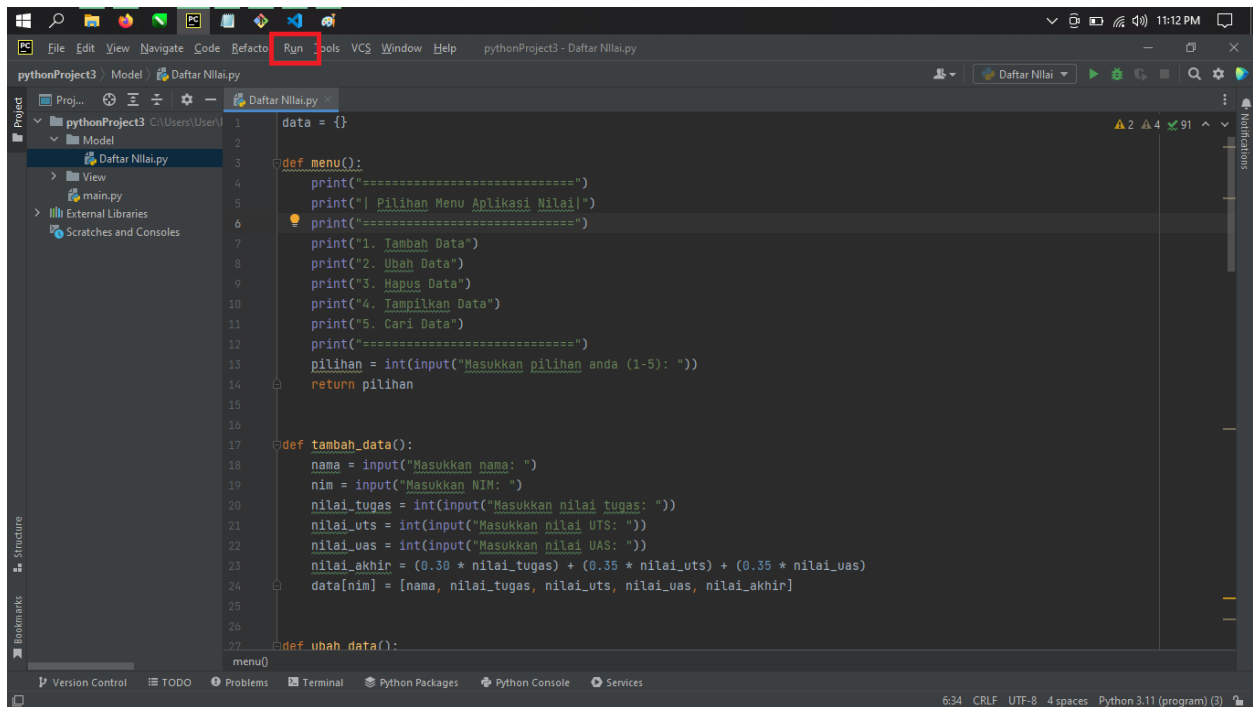 11:12 PM
PC File Edit View Navigate Code Refacto Run Tools VCS Window Help pythonProject3 - Daftar NIlai.py
pythonProject3 Model Daftar NIlai.py
Daftar NIlai
Project
Proj...
Daftar NIlai.py
pythonProject3 C:\Users\User\
Model
Daftar NIlai.py
View
main.py
External Libraries
Scratches and Consoles
2 4 91
Notifications
1 data = {}
2
3 def menu():
4 print("=============================")
5 print("| Pilihan Menu Aplikasi Nilai|")
6 print("=============================")
7 print("1. Tambah Data")
8 print("2. Ubah Data")
9 print("3. Hapus Data")
10 print("4. Tampilkan Data")
11 print("5. Cari Data")
12 print("=============================")
13 pilihan = int(input("Masukkan pilihan anda (1-5): "))
14 return pilihan
15
16
17 def tambah_data():
18 nama = input("Masukkan nama: ")
19 nim = input("Masukkan NIM: ")
20 nilai_tugas = int(input("Masukkan nilai tugas: "))
21 nilai_uts = int(input("Masukkan nilai UTS: "))
22 nilai_uas = int(input("Masukkan nilai UAS: "))
23 nilai_akhir = (0.30 * nilai_tugas) + (0.35 * nilai_uts) + (0.35 * nilai_uas)
24 data[nim] = [nama, nilai_tugas, nilai_uts, nilai_uas, nilai_akhir]
25
26
27 def ubah_data():
menu()
Structure
Bookmarks
Version Control TODO Problems Terminal Python Packages Python Console Services
6:34 CRLF UTF-8 4 spaces Python 3.11 (program) (3)